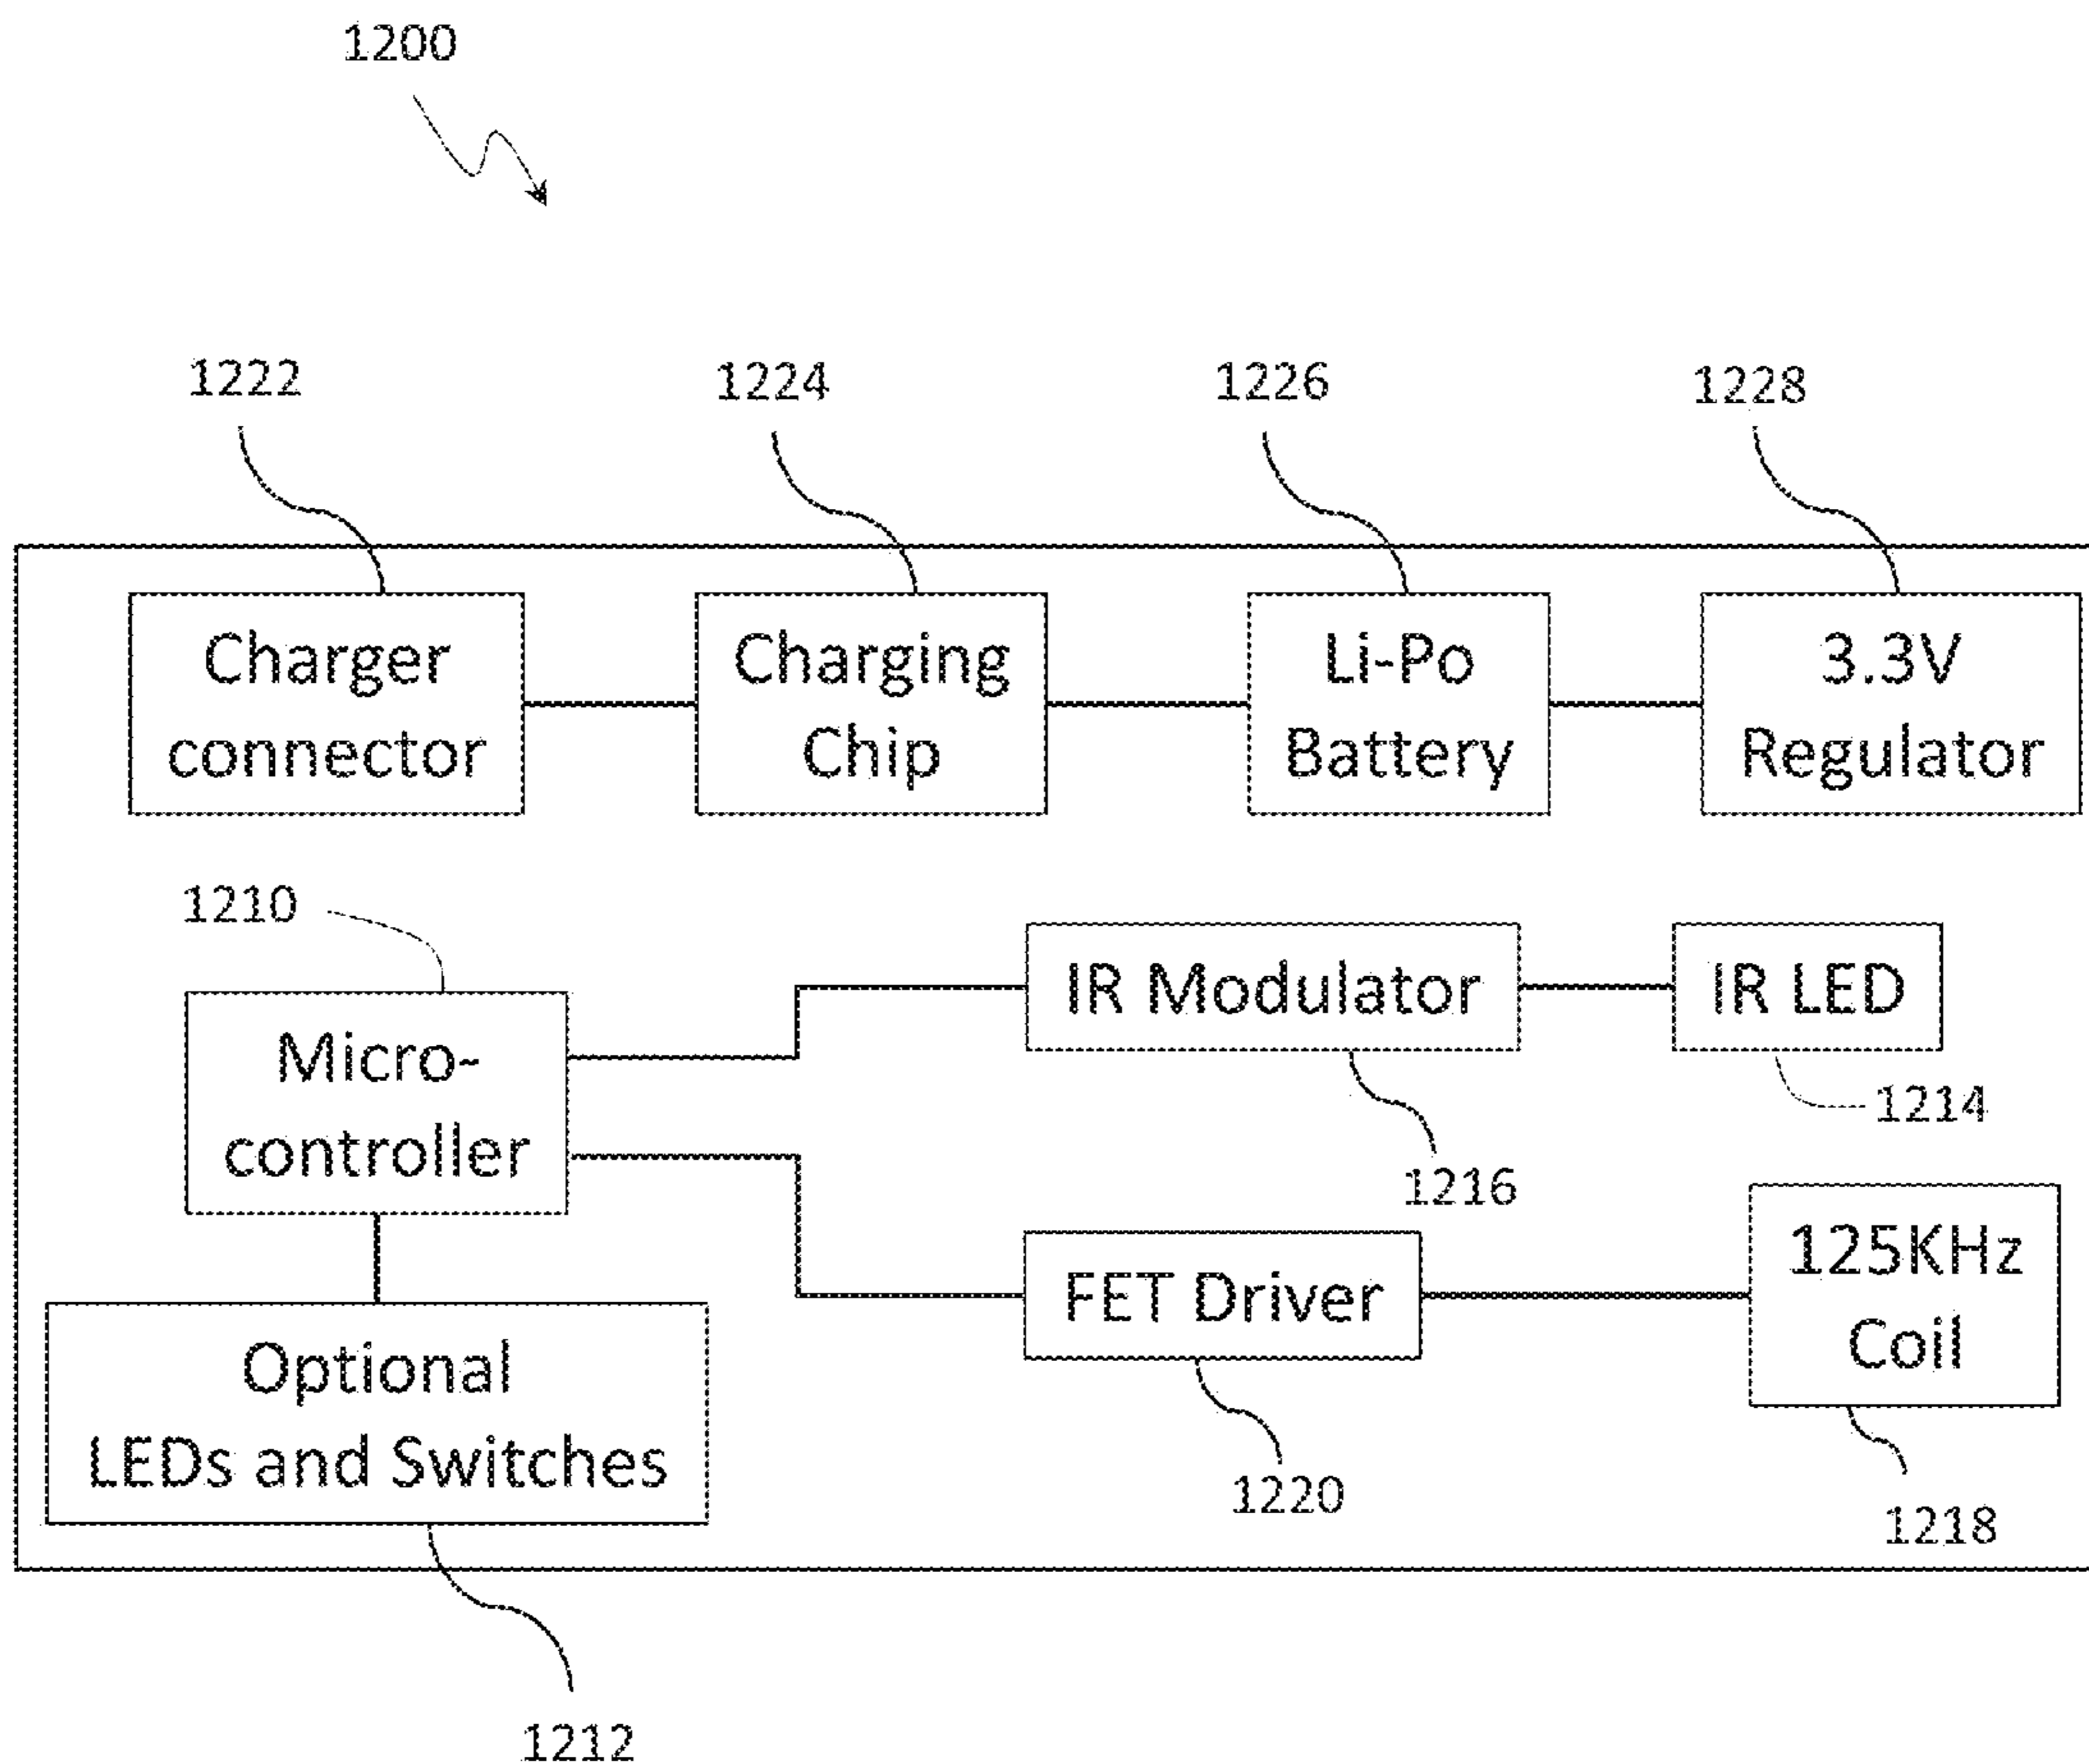 1200
1222
1224
1226
1228
Charger
connector
Charging
Chip
Li-Po
Battery
3.3V
Regulator
1210
Micro-
controller
IR Modulator
IR LED
1214
1216
FET Driver
125KHz
Coil
1220
1218
Optional
LEDs and Switches
1212